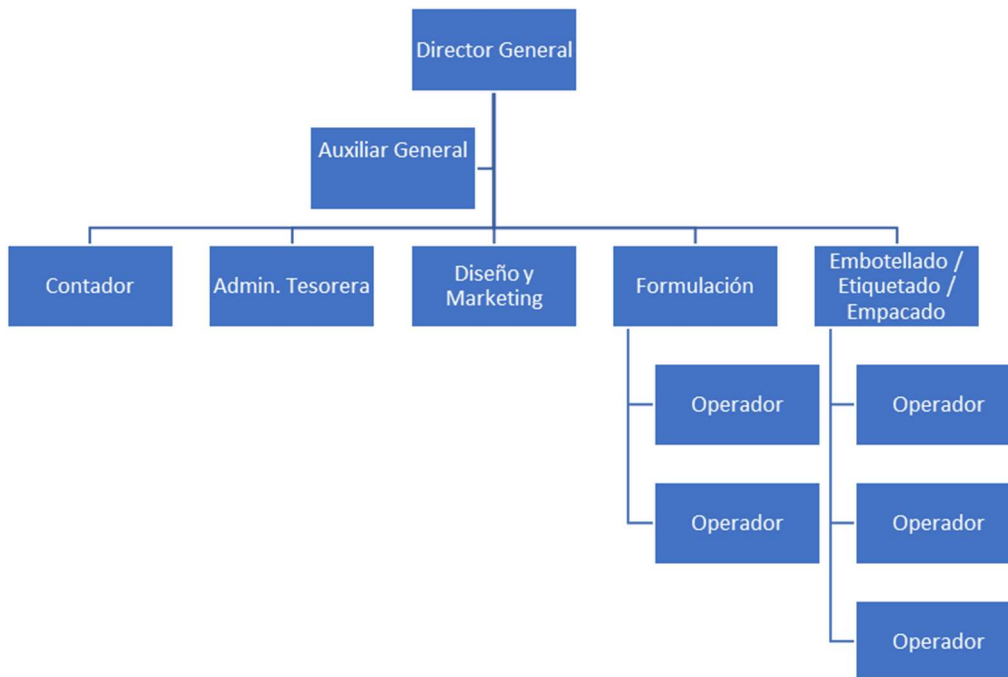 Director General
Auxiliar General
Contador
Admin. Tesorera
Diseño y
Marketing
Formulación
Embotellado /
Etiquetado /
Empacado
Operador
Operador
Operador
Operador
Operador